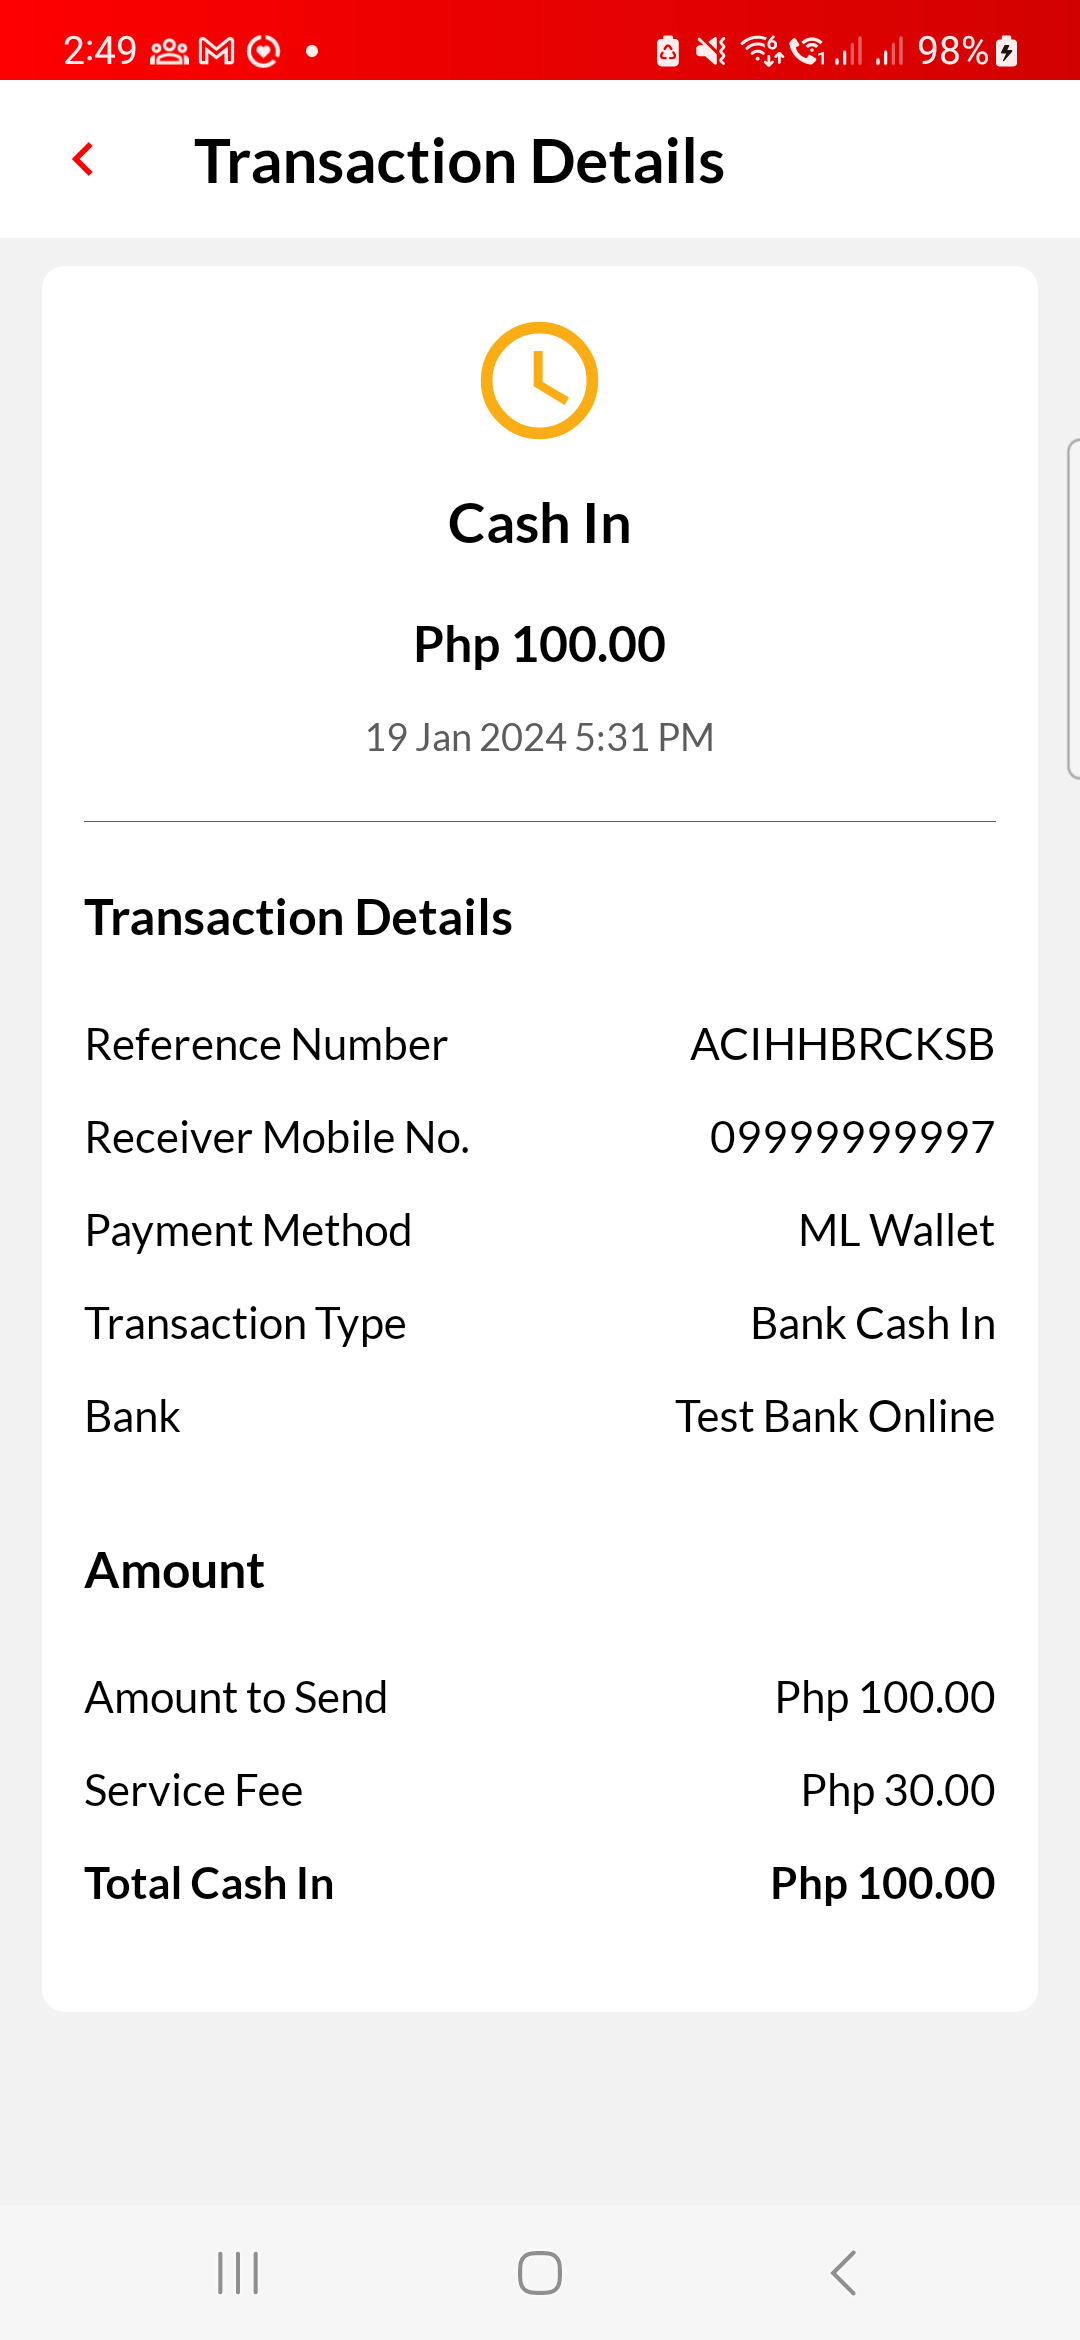 2:49 98%
Transaction Details
Cash In
Php 100.00
19 Jan 2024 5:31 PM
Transaction Details
Reference Number ACIHHBRCKSB
Receiver Mobile No. 09999999997
Payment Method ML Wallet
Transaction Type Bank Cash In
Bank Test Bank Online
Amount
Amount to Send Php 100.00
Service Fee Php 30.00
Total Cash In Php 100.00